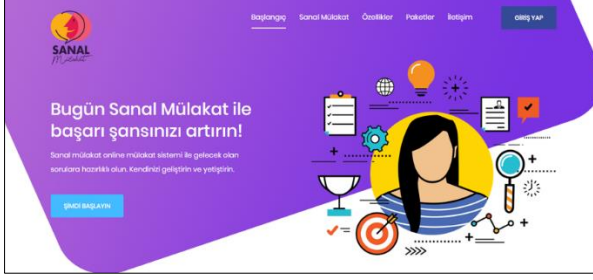 SANAL
Mülakat
Başlangıç Sanal Mülakat Özellikler Paketler İletişim GİRİŞ YAP
Bugün Sanal Mülakat ile
başarı şansınızı artırın!
Sanal mülakat online mülakat sistemi ile gelecek olan
sorulara hazırlıklı olun. Kendinizi geliştirin ve yetiştirin.
ŞİMDİ BAŞLAYIN